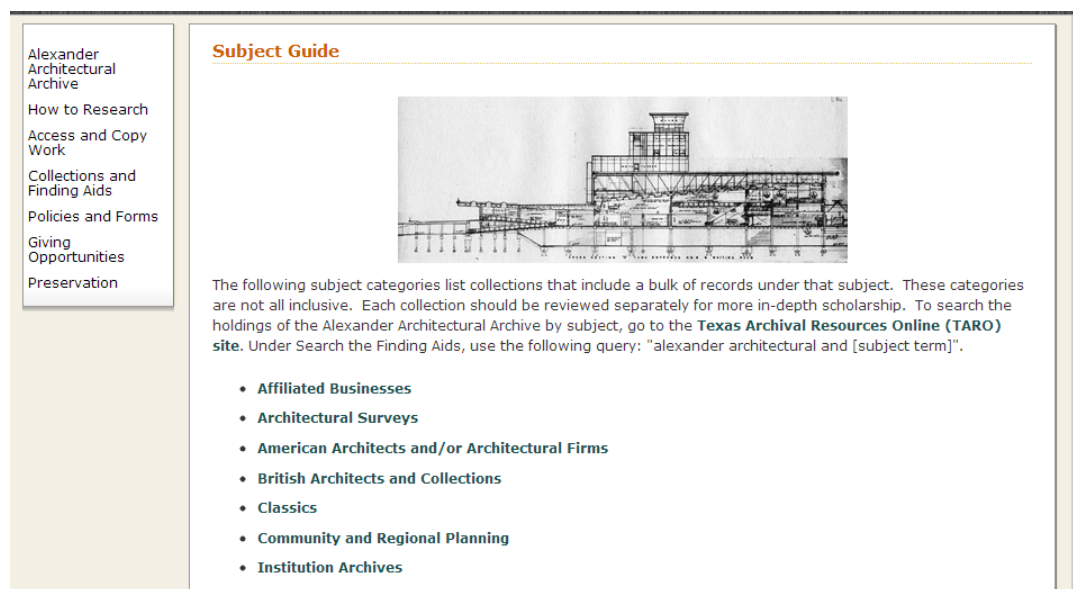 Alexander
Architectural
Archive
How to Research
Access and Copy
Work
Collections and
Finding Aids
Policies and Forms
Giving
Opportunities
Preservation
Subject Guide
The following subject categories list collections that include a bulk of records under that subject. These categories
are not all inclusive. Each collection should be reviewed separately for more in-depth scholarship. To search the
holdings of the Alexander Architectural Archive by subject, go to the Texas Archival Resources Online (TARO)
site. Under Search the Finding Aids, use the following query: "alexander architectural and [subject term]".
• Affiliated Businesses
• Architectural Surveys
• American Architects and/or Architectural Firms
• British Architects and Collections
• Classics
• Community and Regional Planning
• Institution Archives